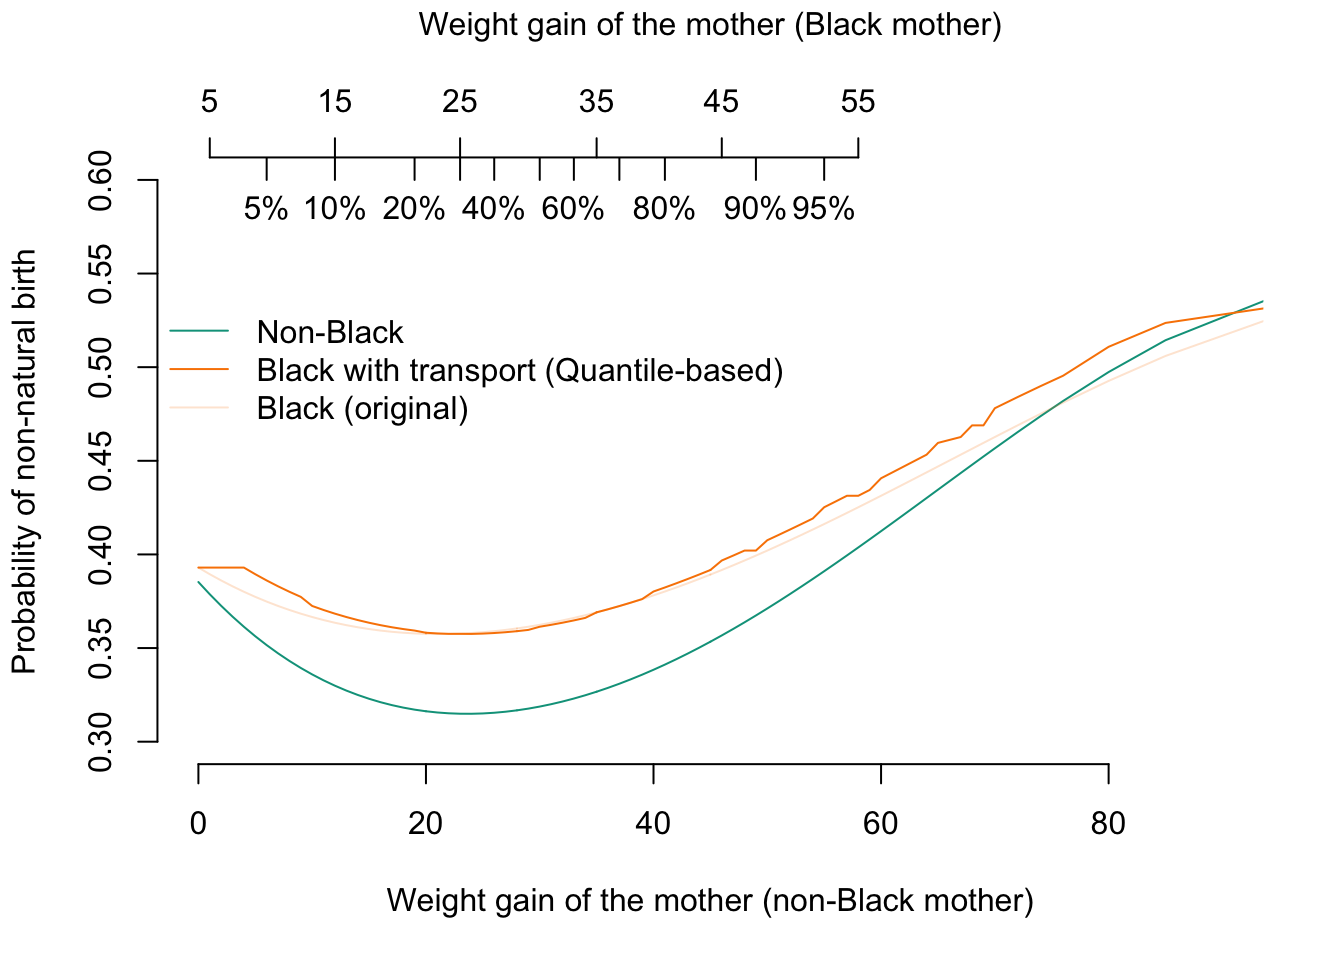 Weight gain of the mother (Black mother)
5 15 25 35 45 55
5% 10% 20% 40% 60% 80% 90% 95%
0.60
0.55
0.50
0.45
0.40
0.35
0.30
Probability of non-natural birth
Non-Black
Black with transport (Quantile-based)
Black (original)
0 20 40 60 80
Weight gain of the mother (non-Black mother)